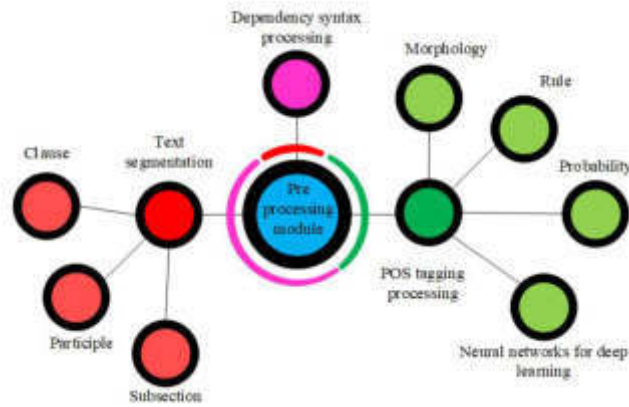 Dependency syntax
processing
Morphology
Rule
Clause
Text
segmentation
Probability
Pre
processing
module
POS tagging
processing
Participle
Subsection
Neural networks for deep
learning